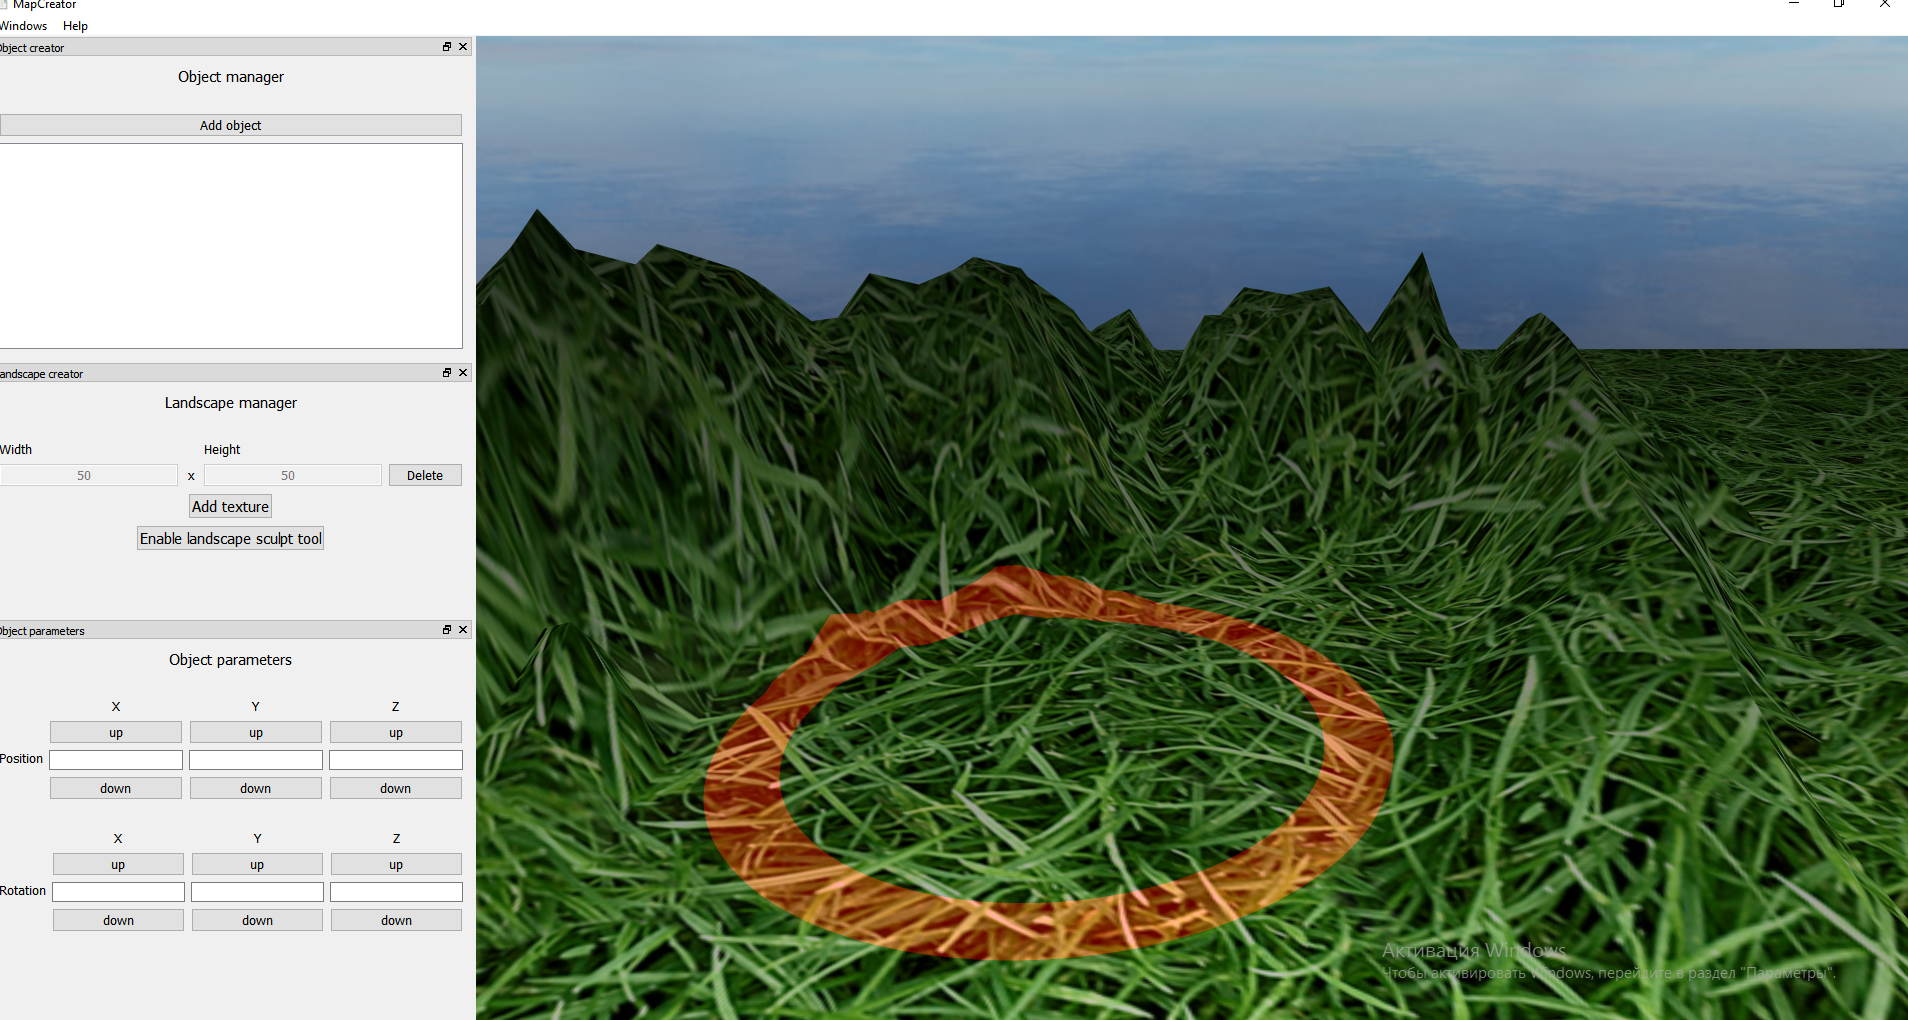 MapCreator
Windows Help
Object creator
Object manager
Add object
andscape creator
Landscape manager
Width Height
50 x 50 Delete
Add texture
Enable landscape sculpt tool
Object parameters
Object parameters
X Y Z
up up up
Position
down down down
X Y Z
up up up
Rotation
down down down
Активация Windows
Чтобы активировать Windows, перейдите в раздел "Параметры".